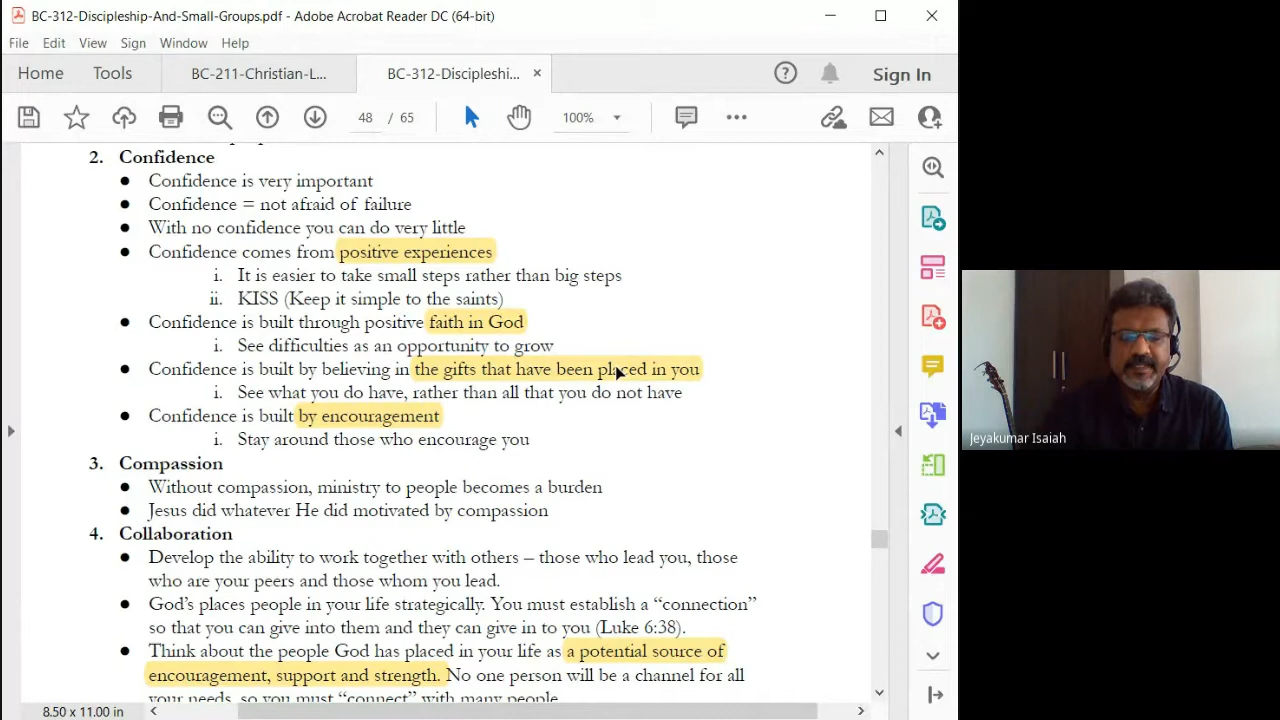 BC-312-Discipleship-And-Small-Groups.pdf - Adobe Acrobat Reader DC (64-bit)
File Edit View Sign Window Help
Home Tools BC-211-Christian-L... BC-312-Discipleshi... Sign In
48 / 65 100%
2. Confidence
● Confidence is very important
● Confidence = not afraid of failure
● With no confidence you can do very little
● Confidence comes from positive experiences
i. It is easier to take small steps rather than big steps
ii. KISS (Keep it simple to the saints)
● Confidence is built through positive faith in God
i. See difficulties as an opportunity to grow
● Confidence is built by believing in the gifts that have been placed in you
i. See what you do have, rather than all that you do not have
● Confidence is built by encouragement
i. Stay around those who encourage you
3. Compassion
● Without compassion, ministry to people becomes a burden
● Jesus did whatever He did motivated by compassion
4. Collaboration
● Develop the ability to work together with others – those who lead you, those
who are your peers and those whom you lead.
● God's places people in your life strategically. You must establish a “connection”
so that you can give into them and they can give in to you (Luke 6:38).
● Think about the people God has placed in your life as a potential source of
encouragement, support and strength. No one person will be a channel for all
your needs, so you must “connect” with many people
8.50 x 11.00 in
Jeyakumar Isaiah